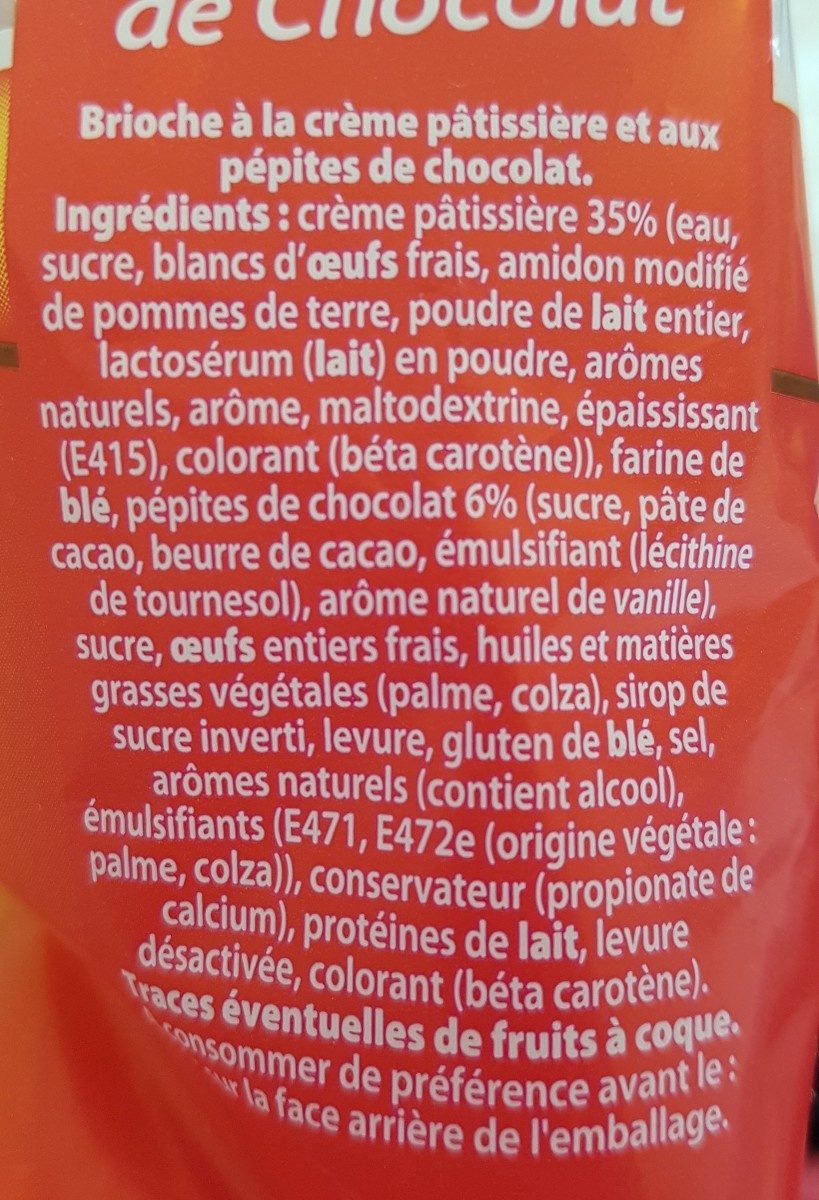 de Chocolat
Brioche à la crème pâtissière et aux
pépites de chocolat.
Ingrédients : crème pâtissière 35% (eau,
sucre, blancs d'œufs frais, amidon modifié
de pommes de terre, poudre de lait entier,
lactosérum (lait) en poudre, arômes
naturels, arôme, maltodextrine, épaississant
(E415), colorant (béta carotène)), farine de
blé, pépites de chocolat 6% (sucre, pâte de
cacao, beurre de cacao, émulsifiant (lécithine
de tournesol), arôme naturel de vanille),
sucre, œufs entiers frais, huiles et matières
grasses végétales (palme, colza), sirop de
sucre inverti, levure, gluten de blé, sel,
arômes naturels (contient alcool),
émulsifiants (E471, E472e (origine végétale :
palme, colza)), conservateur (propionate de
calcium), protéines de lait, levure
désactivée, colorant (béta carotène).
Traces éventuelles de fruits à coque.
consommer de préférence avant le :
la face arrière de l'emballage.